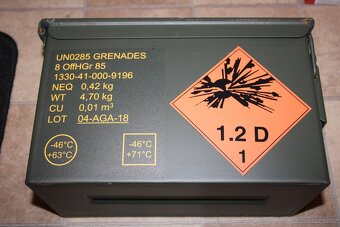 UN0285 GRENADES
8 OffHGr 85
1330-41-000-9196
NEQ 0,42 kg
WT 4,70 kg
CU 0,01 m³
LOT 04-AGA-18
-46°C
+63°C
-46°C
+71°C
1.2 D
1